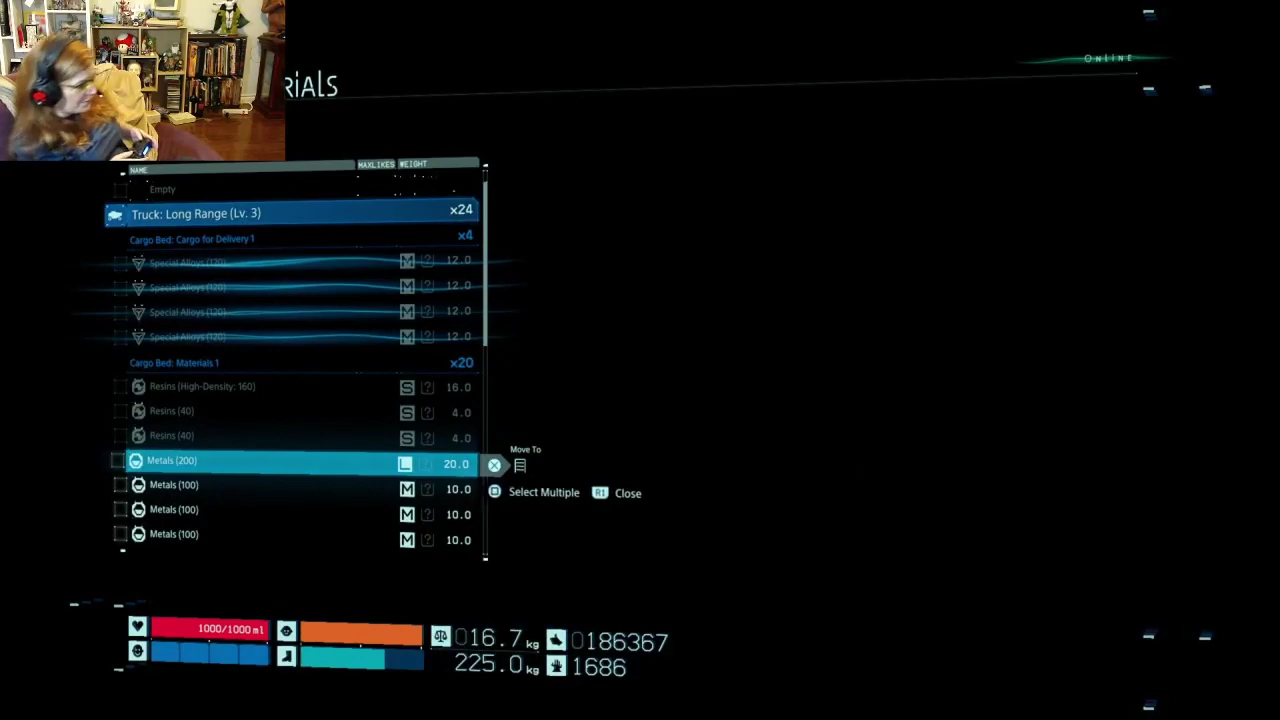 RIALS
ONLINE
NAME MAXLIKES WEIGHT
Empty
Truck: Long Range (Lv. 3) x24
Cargo Bed: Cargo for Delivery 1 x4
Special Alloys (120) M 12.0
Special Alloys (120) M 12.0
Special Alloys (120) M 12.0
Special Alloys (120) M 12.0
Cargo Bed: Materials 1 x20
Resins (High-Density: 160) S 16.0
Resins (40) S 4.0
Resins (40) S 4.0
Move To
Metals (200) L 20.0
Metals (100) M 10.0
Select Multiple R1 Close
Metals (100) M 10.0
Metals (100) M 10.0
1000/1000 ml
016.7 kg 0186367
225.0 kg 1686